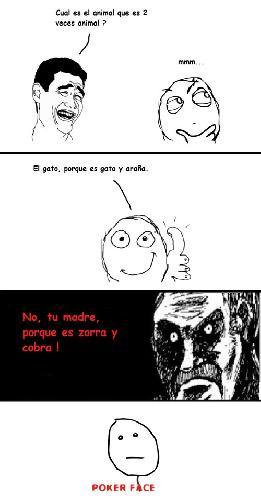 Cual es el animal que es 2
veces animal ?
mmm...
El gato, porque es gato y araña.
No, tu madre,
porque es zorra y
cobra !
POKER FACE